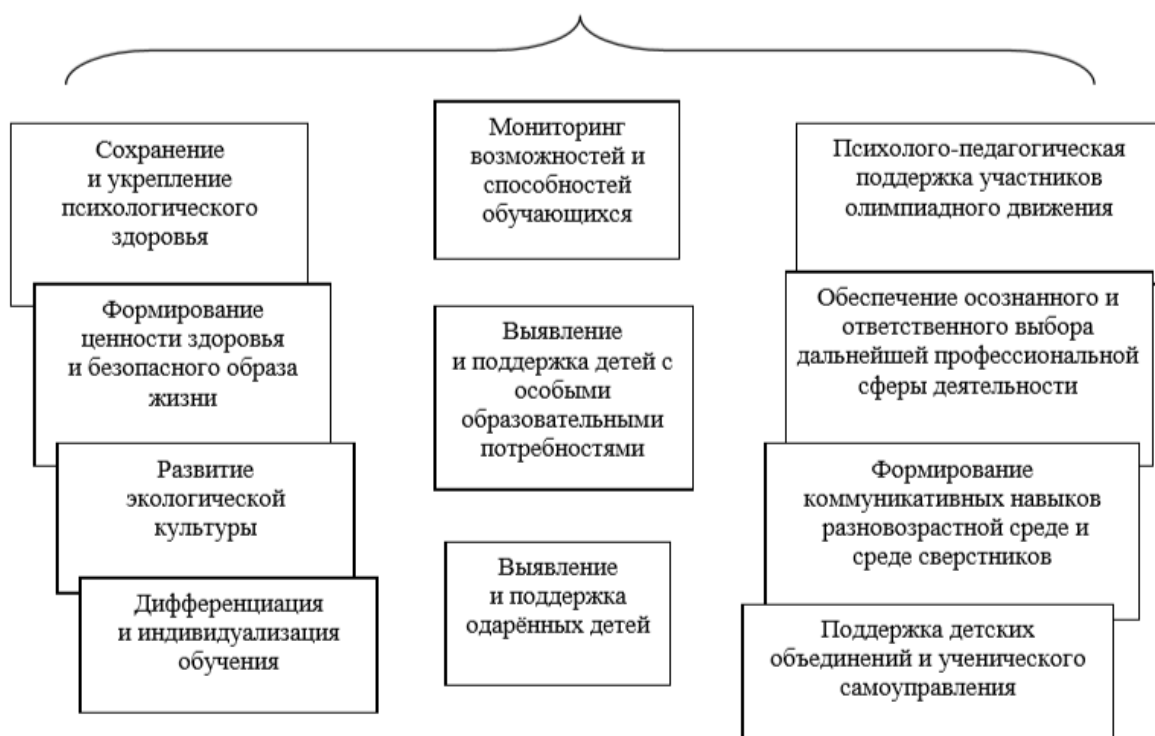 Сохранение
и укрепление
психологического
здоровья
Формирование
ценности здоровья
и безопасного образа
жизни
Развитие
экологической
культуры
Дифференциация
и индивидуализация
обучения
Мониторинг
возможностей и
способностей
обучающихся
Выявление
и поддержка детей с
особыми
образовательными
потребностями
Выявление
и поддержка
одарённых детей
Психолого-педагогическая
поддержка участников
олимпиадного движения
Обеспечение осознанного и
ответственного выбора
дальнейшей профессиональной
сферы деятельности
Формирование
коммуникативных навыков
разновозрастной среде и
среде сверстников
Поддержка детских
объединений и ученического
самоуправления